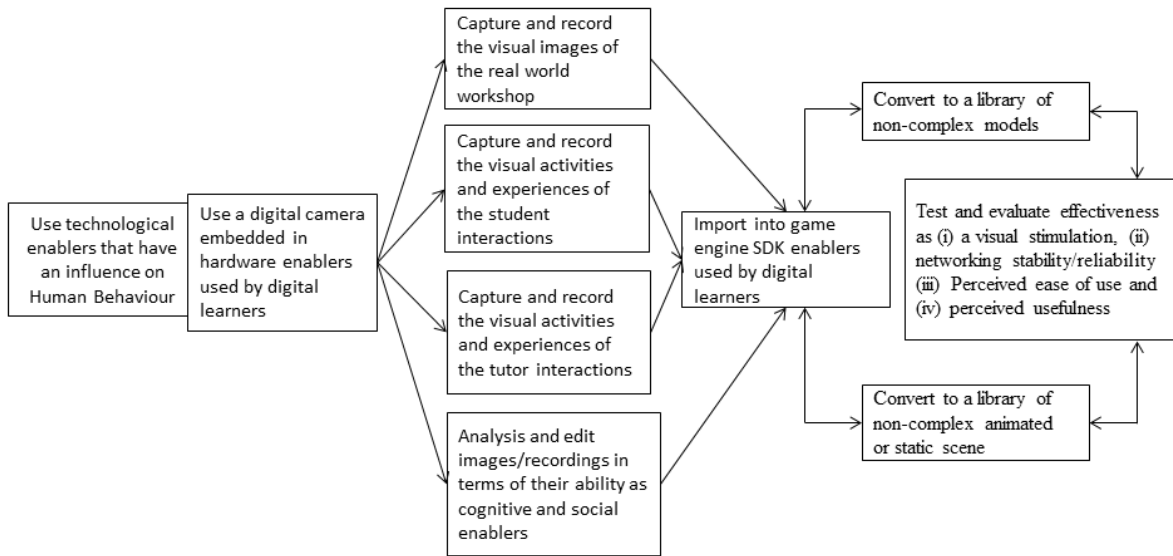 Use technological
enablers that have
an influence on
Human Behaviour
Use a digital camera
embedded in
hardware enablers
used by digital
learners
Capture and record
the visual images of
the real world
workshop
Capture and record
the visual activities
and experiences of
the student
interactions
Capture and record
the visual activities
and experiences of
the tutor interactions
Analysis and edit
images/recordings in
terms of their ability as
cognitive and social
enablers
Import into game
engine SDK enablers
used by digital
learners
Convert to a library of
non-complex models
Test and evaluate effectiveness
as (i) a visual stimulation, (ii)
networking stability/reliability
(iii) Perceived ease of use and
(iv) perceived usefulness
Convert to a library of
non-complex animated
or static scene